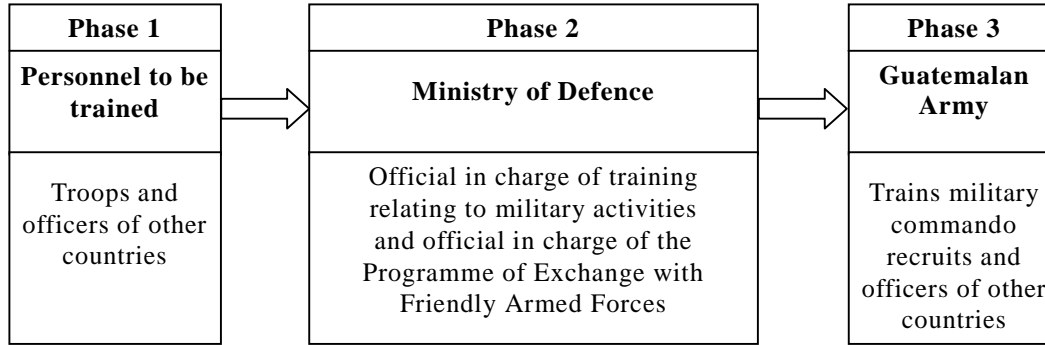 Phase 1
Personnel to be
trained
Troops and
officers of other
countries
Phase 2
Ministry of Defence
Official in charge of training
relating to military activities
and official in charge of the
Programme of Exchange with
Friendly Armed Forces
Phase 3
Guatemalan
Army
Trains military
commando
recruits and
officers of other
countries